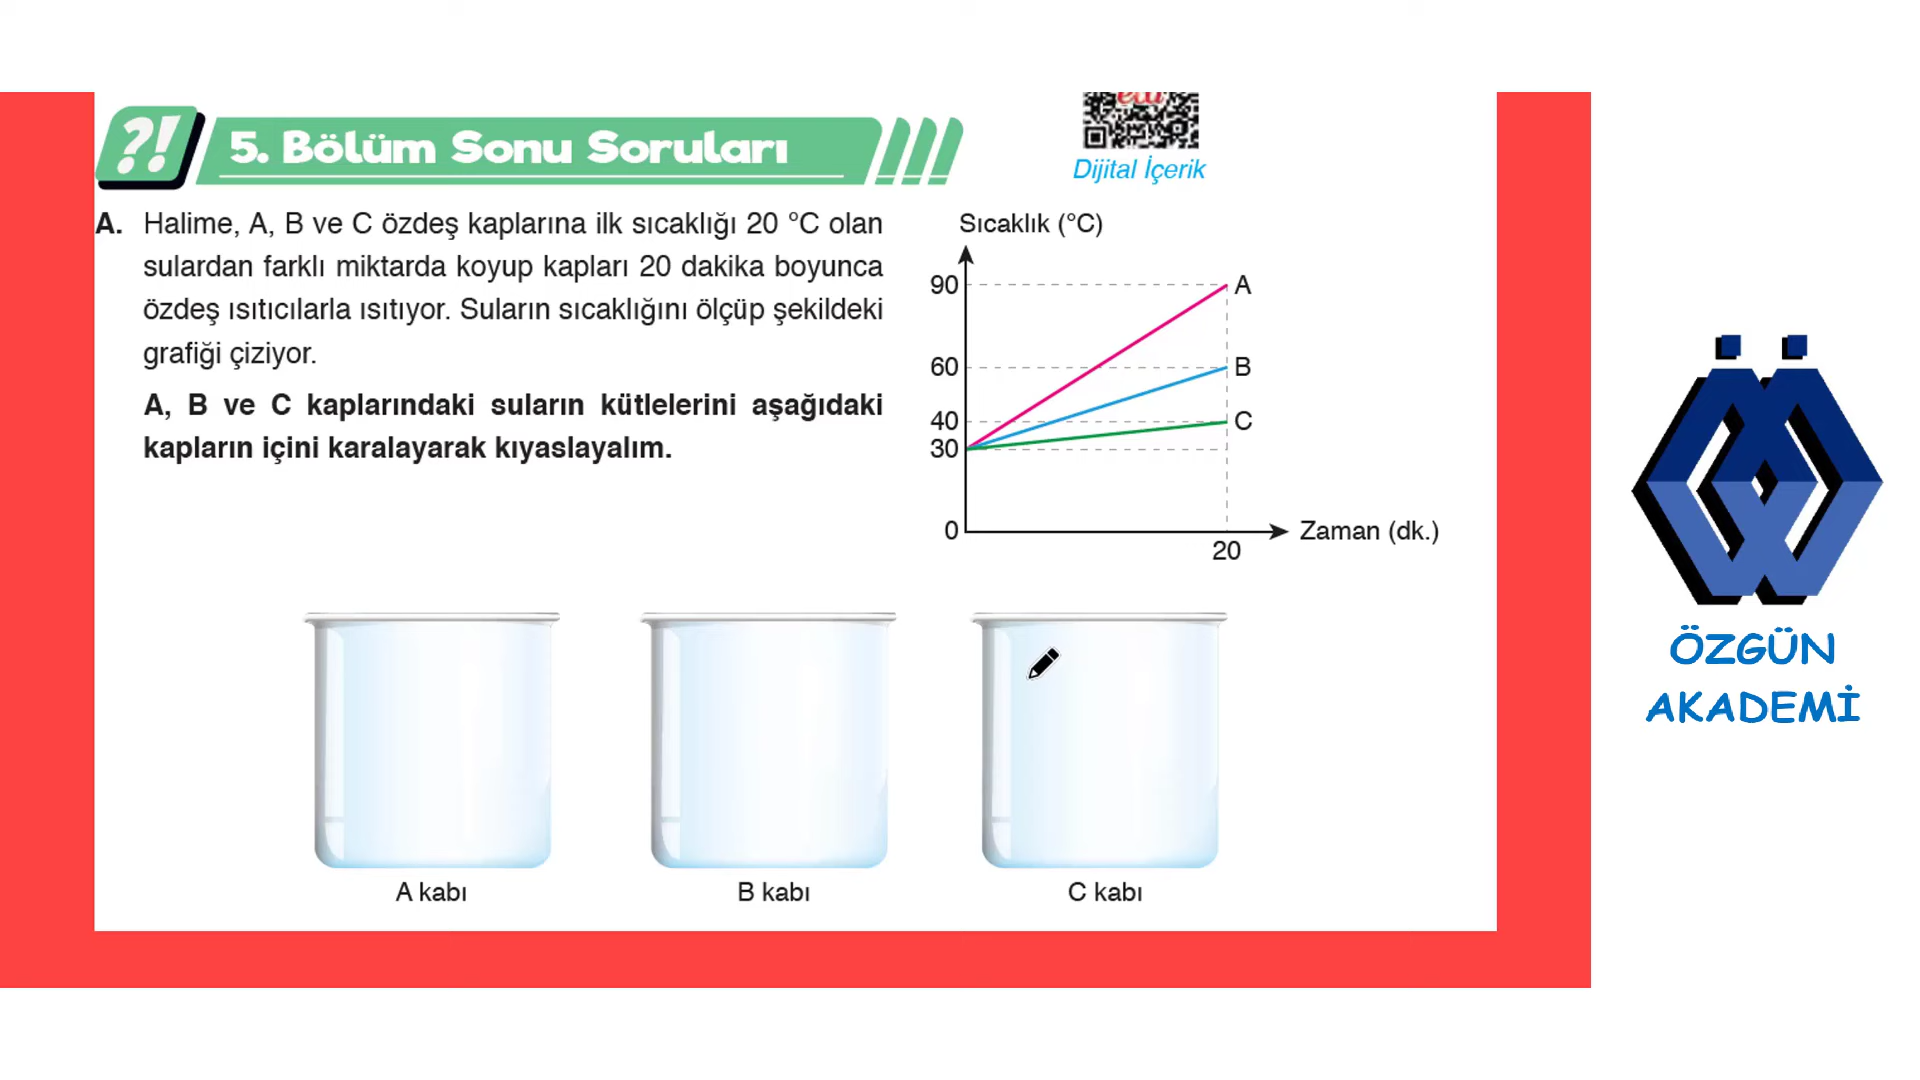 ?! 5. Bölüm Sonu Soruları
Dijital İçerik
A. Halime, A, B ve C özdeş kaplarına ilk sıcaklığı 20 °C olan
sulardan farklı miktarda koyup kapları 20 dakika boyunca
özdeş ısıtıcılarla ısıtıyor. Suların sıcaklığını ölçüp şekildeki
grafiği çiziyor.
A, B ve C kaplarındaki suların kütlelerini aşağıdaki
kapların içini karalayarak kıyaslayalım.
Sıcaklık (°C)
90 A
60 B
40 C
30
0 Zaman (dk.)
20
A kabı
B kabı
C kabı
ÖZGÜN
AKADEMİ